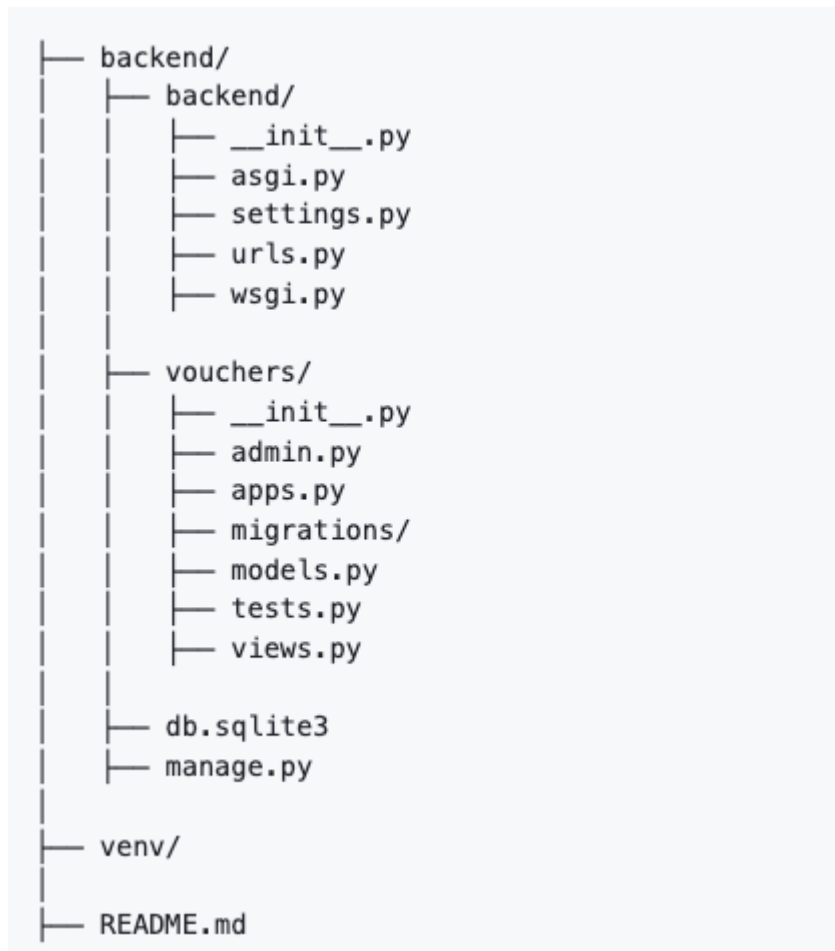 ├── backend/
│   ├── backend/
│   │   ├── __init__.py
│   │   ├── asgi.py
│   │   ├── settings.py
│   │   ├── urls.py
│   │   ├── wsgi.py
│   │
│   ├── vouchers/
│   │   ├── __init__.py
│   │   ├── admin.py
│   │   ├── apps.py
│   │   ├── migrations/
│   │   ├── models.py
│   │   ├── tests.py
│   │   ├── views.py
│   │
│   ├── db.sqlite3
│   ├── manage.py
│
├── venv/
│
├── README.md